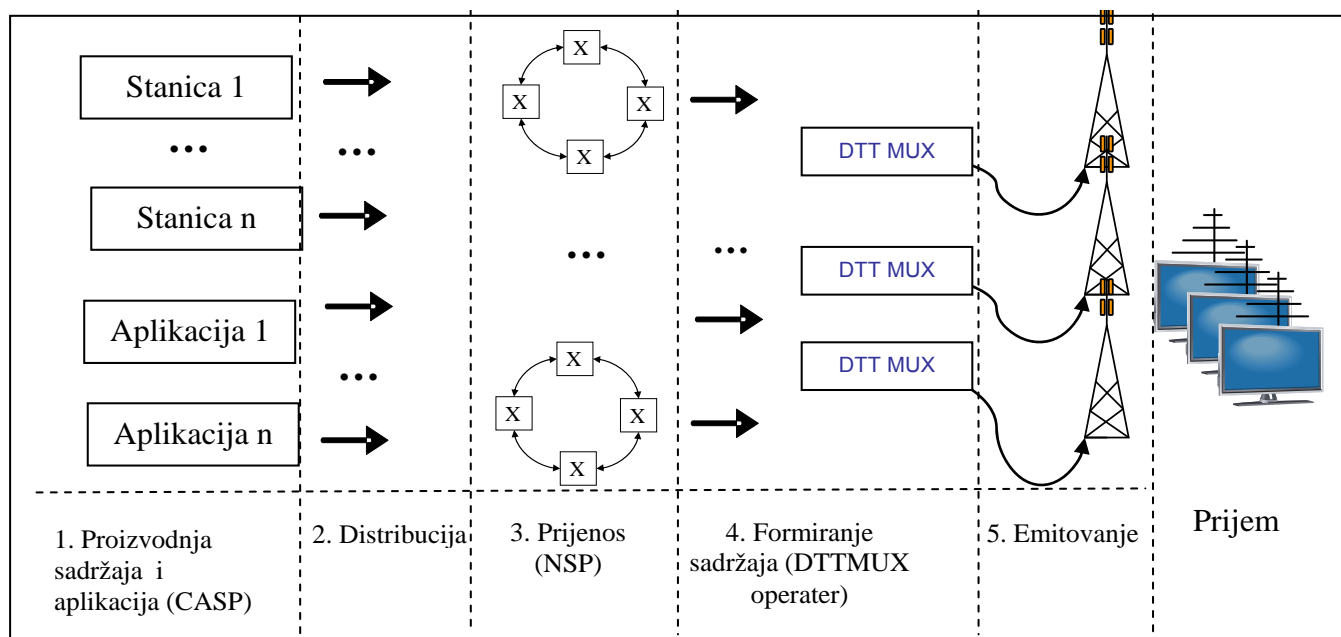 Stanica 1
...
Stanica n
Aplikacija 1
Aplikacija n
...
...
X
X
X
X
...
X
X
X
X
...
DTT MUX
DTT MUX
DTT MUX
1. Proizvodnja
sadržaja i
aplikacija (CASP)
2. Distribucija
3. Prijenos
(NSP)
4. Formiranje
sadržaja (DTTMUX
operater)
5. Emitovanje
Prijem